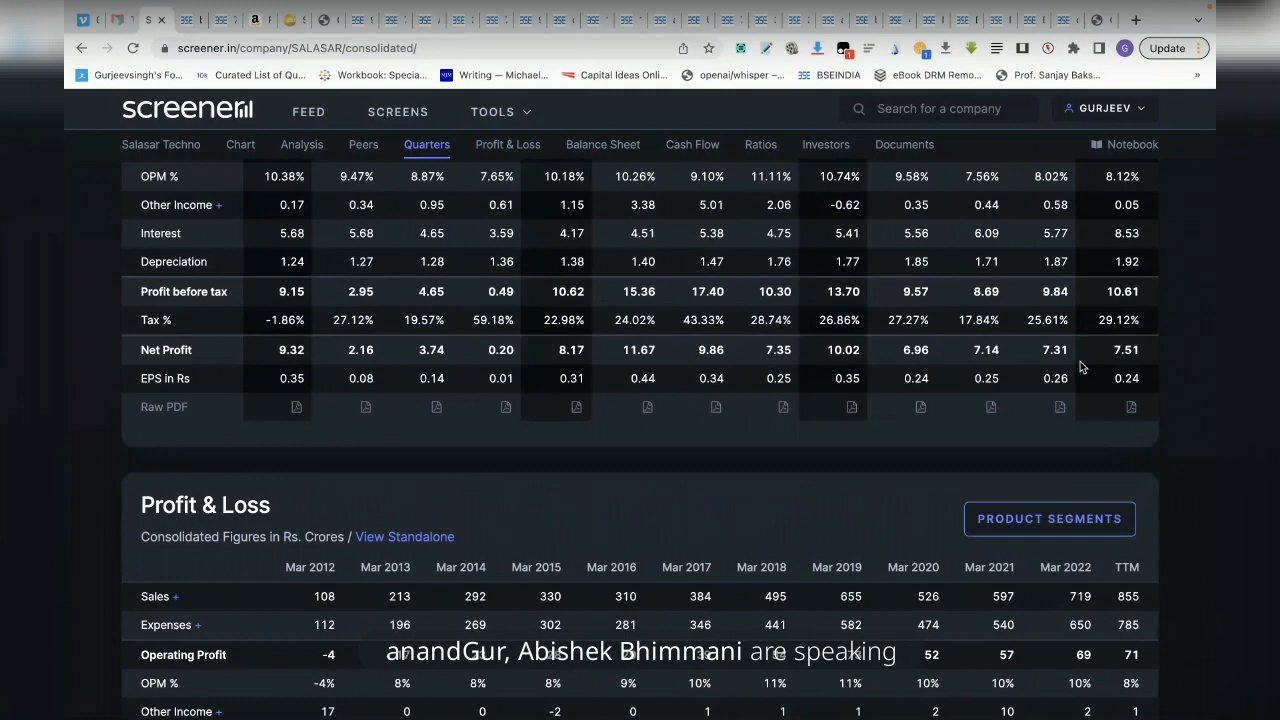 S
screener.in/company/SALASAR/consolidated/
Update
Gurjeevsingh's Fo...
Curated List of Qu...
Workbook: Specia...
Writing — Michael...
Capital Ideas Onli...
openai/whisper –...
BSEINDIA
eBook DRM Remo...
Prof. Sanjay Baks...
»
screener
FEED
SCREENS
TOOLS
Search for a company
GURJEEV
Salasar Techno Chart Analysis Peers Quarters Profit & Loss Balance Sheet Cash Flow Ratios Investors Documents Notebook
OPM % 10.38% 9.47% 8.87% 7.65% 10.18% 10.26% 9.10% 11.11% 10.74% 9.58% 7.56% 8.02% 8.12%
Other Income + 0.17 0.34 0.95 0.61 1.15 3.38 5.01 2.06 -0.62 0.35 0.44 0.58 0.05
Interest 5.68 5.68 4.65 3.59 4.17 4.51 5.38 4.75 5.41 5.56 6.09 5.77 8.53
Depreciation 1.24 1.27 1.28 1.36 1.38 1.40 1.47 1.76 1.77 1.85 1.71 1.87 1.92
Profit before tax 9.15 2.95 4.65 0.49 10.62 15.36 17.40 10.30 13.70 9.57 8.69 9.84 10.61
Tax % -1.86% 27.12% 19.57% 59.18% 22.98% 24.02% 43.33% 28.74% 26.86% 27.27% 17.84% 25.61% 29.12%
Net Profit 9.32 2.16 3.74 0.20 8.17 11.67 9.86 7.35 10.02 6.96 7.14 7.31 7.51
EPS in Rs 0.35 0.08 0.14 0.01 0.31 0.44 0.34 0.25 0.35 0.24 0.25 0.26 0.24
Raw PDF
Profit & Loss
PRODUCT SEGMENTS
Consolidated Figures in Rs. Crores / View Standalone
Mar 2012 Mar 2013 Mar 2014 Mar 2015 Mar 2016 Mar 2017 Mar 2018 Mar 2019 Mar 2020 Mar 2021 Mar 2022 TTM
Sales + 108 213 292 330 310 384 495 655 526 597 719 855
Expenses + 112 196 269 302 281 346 441 582 474 540 650 785
Operating Profit -4 52 57 69 71
anandGur, Abishek Bhimmani are speaking
OPM % -4% 8% 8% 8% 9% 10% 11% 11% 10% 10% 10% 8%
Other Income + 17 0 0 -2 0 1 1 1 2 10 2 1